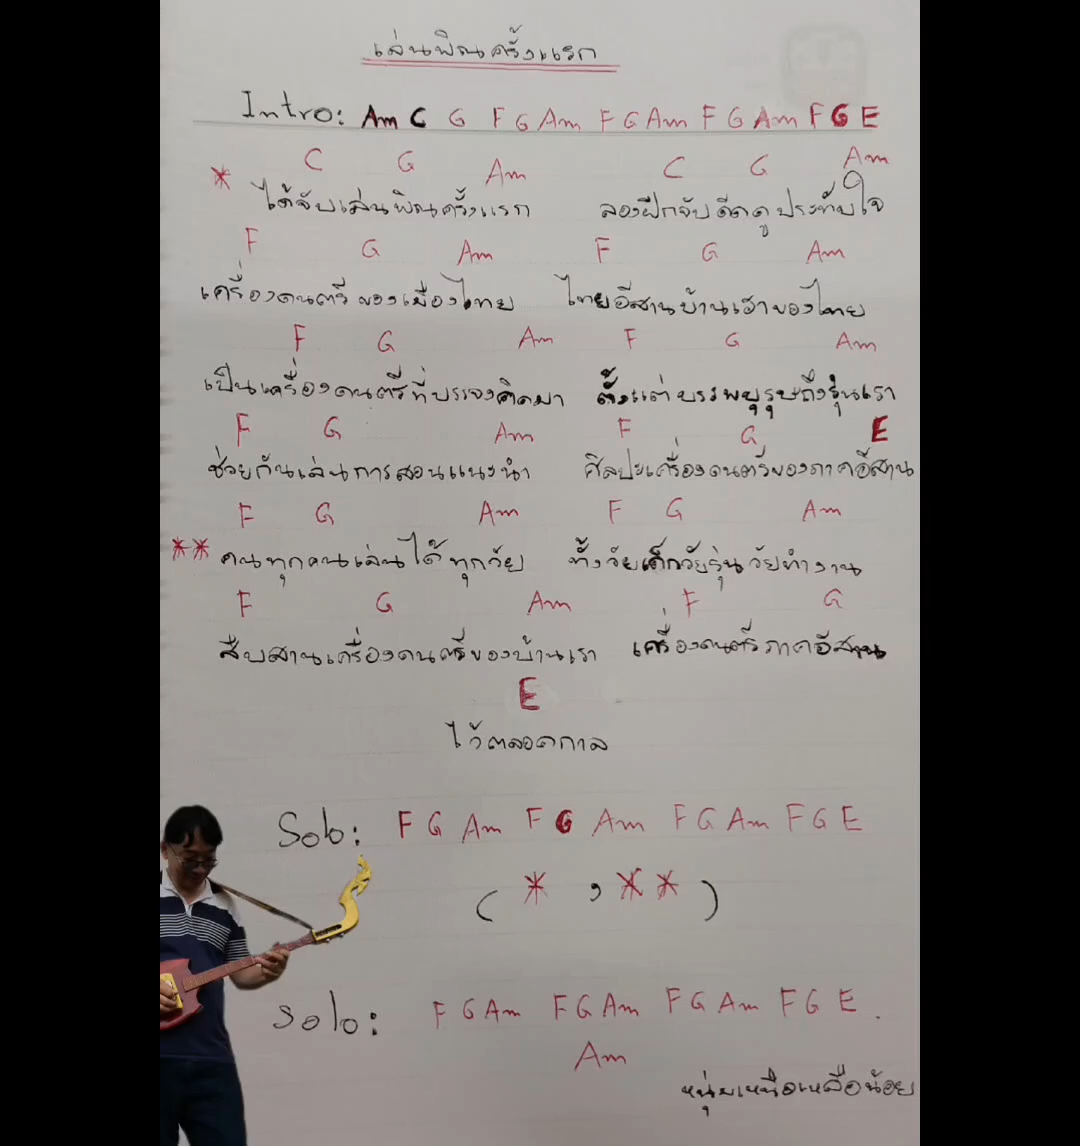 เล่นพิณครั้งแรก
Intro: Am C G F G Am F G Am F G Am F G E
C G Am C G Am
* ได้จับเล่นพิณครั้งแรก ลองฝึกจับดีดดูประทับใจ
F G Am F G Am
เครื่องดนตรีของเมืองไทย ไทยอีสานบ้านเฮาของไทย
F G Am F G Am
เป็นเครื่องดนตรีที่บรรจงคิดมา ตั้งแต่บรรพบุรุษถึงรุ่นเรา
F G Am F G E
ช่วยกันเล่นการสอนแนะนำ ศิลปะเครื่องดนตรีของภาคอีสาน
F G Am F G Am
** คนทุกคนเล่นได้ทุกวัย ทั้งวัยเด็กวัยรุ่นวัยทำงาน
F G Am F G
สืบสานเครื่องดนตรีของบ้านเรา เครื่องดนตรีภาคอีสาน
E
ไว้ตลอดกาล
Solo: F G Am F G Am F G Am F G E
( * , ** )
Solo: F G Am F G Am F G Am F G E .
Am
หนุ่มเหนือเหลือน้อย